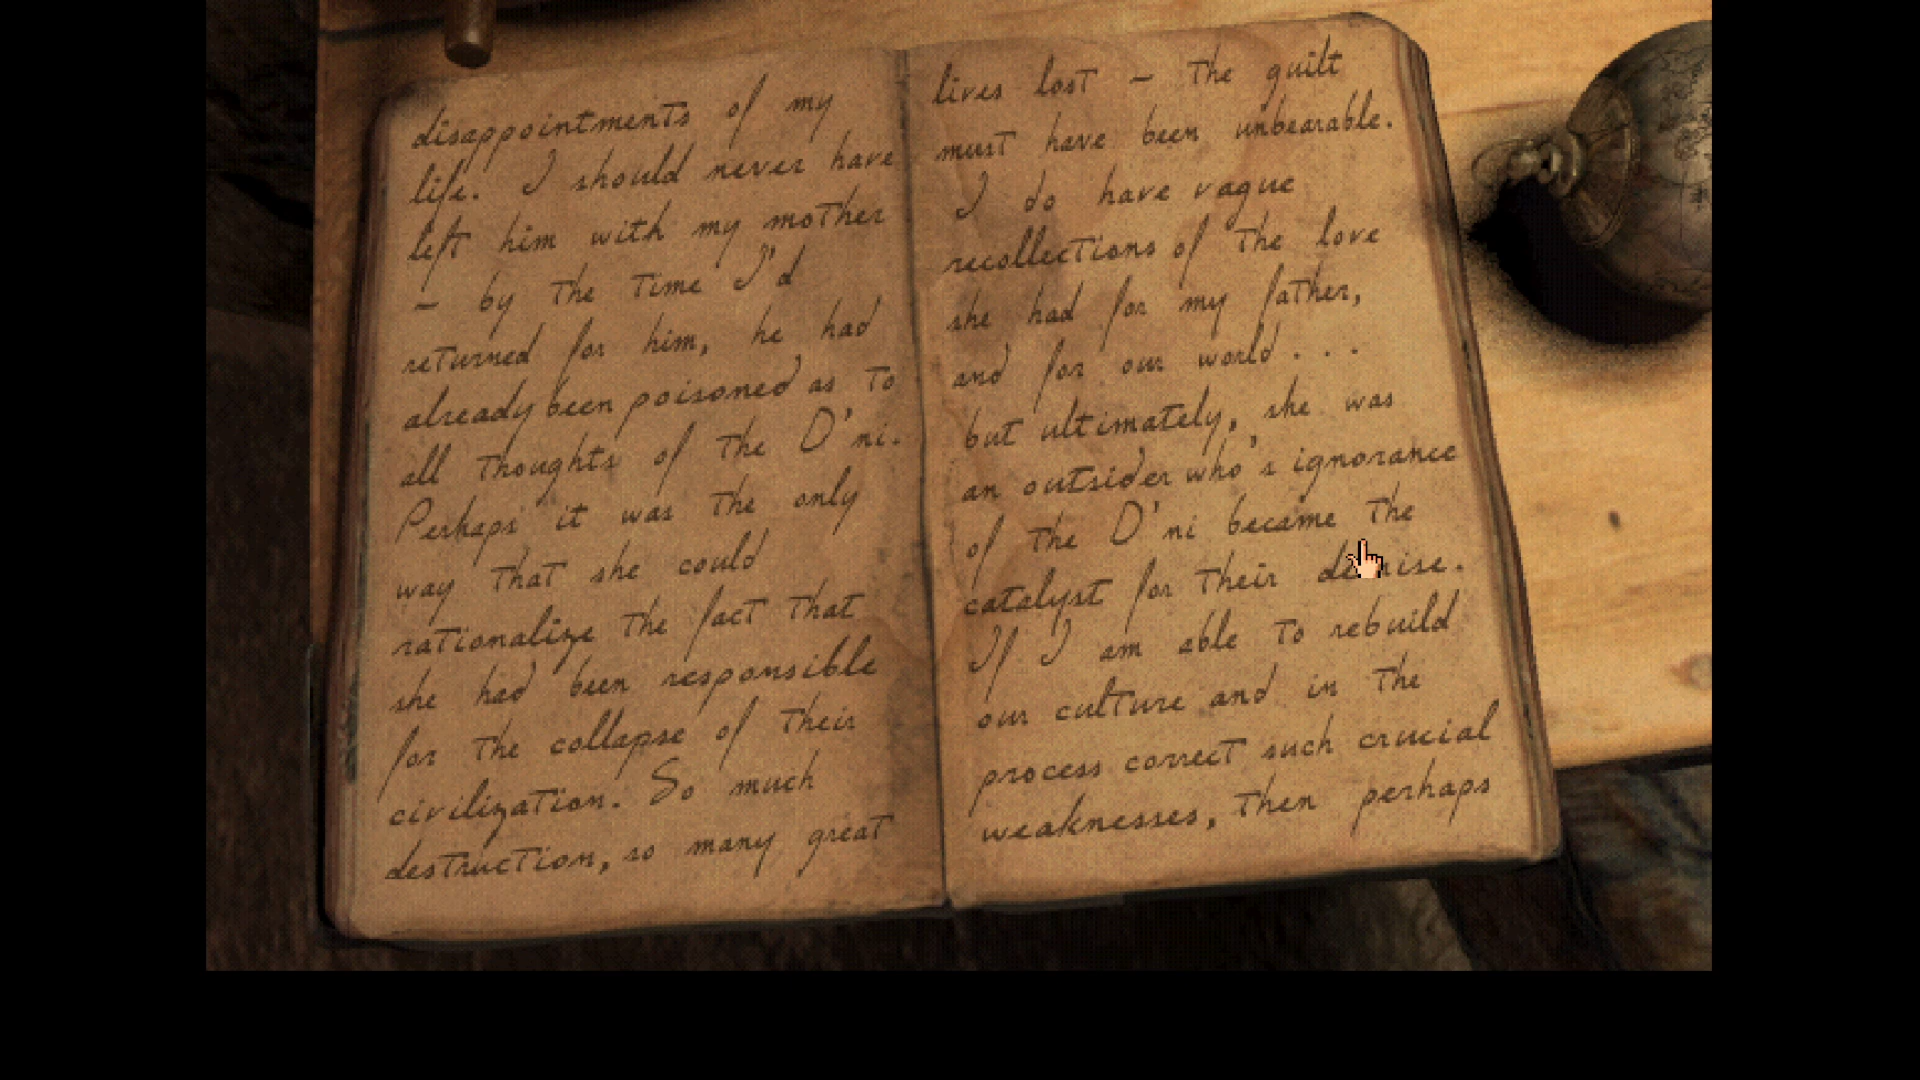 disappointments of my
life. I should never have
left him with my mother
- by the time I'd
returned for him, he had
already been poisoned as to
all thoughts of the D'ni.
Perhaps it was the only
way that she could
rationalize the fact that
she had been responsible
for the collapse of their
civilization. So much
destruction, so many great
lives lost - the guilt
must have been unbearable.
I do have vague
recollections of the love
she had for my father,
and for our world...
but ultimately, she was
an outsider who's ignorance
of the D'ni became the
catalyst for their demise.
If I am able to rebuild
our culture and in the
process correct such crucial
weaknesses, then perhaps